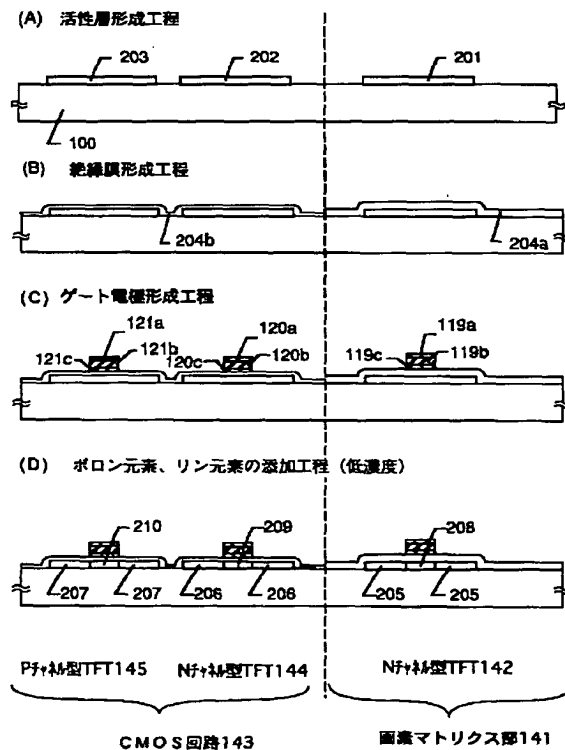 (A) 活性層形成工程
203 202 201
100
(B) 絶縁膜形成工程
204b 204a
(C) ゲート電極形成工程
121a 120a 119a
121c 121b 120c 120b 119c 119b
(D) ボロン元素、リン元素の添加工程（低濃度）
210 209 208
207 207 206 206 205 205
Pチャネル型TFT145 Nチャネル型TFT144 Nチャネル型TFT142
CMOS回路143 画素マトリクス部141